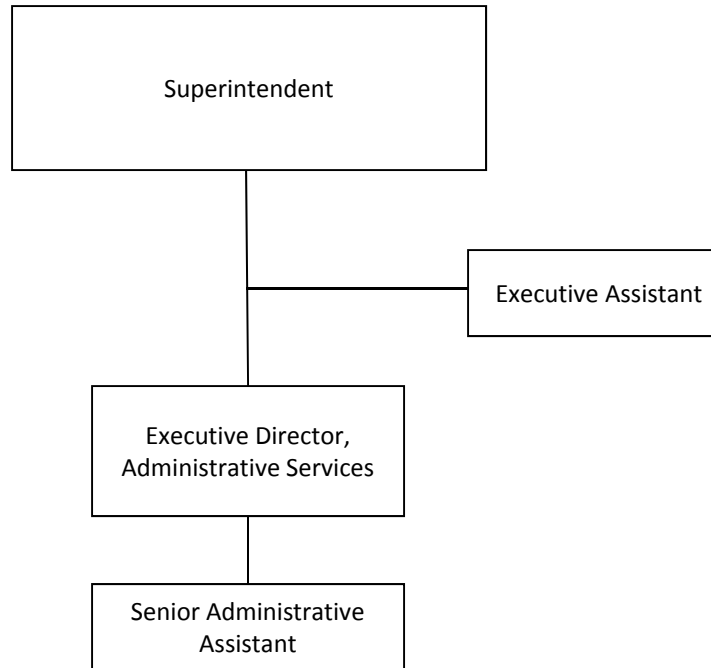 Superintendent
Executive Assistant
Executive Director,
Administrative Services
Senior Administrative
Assistant